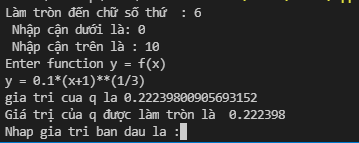 Làm tròn đến chữ số thứ : 6
Nhập cận dưới là: 0
Nhập cận trên là : 10
Enter function y = f(x)
y = 0.1*(x+1)**(1/3)
gia tri cua q la 0.22239800905693152
Giá trị của q được làm tròn là 0.222398
Nhap gia tri ban dau la :